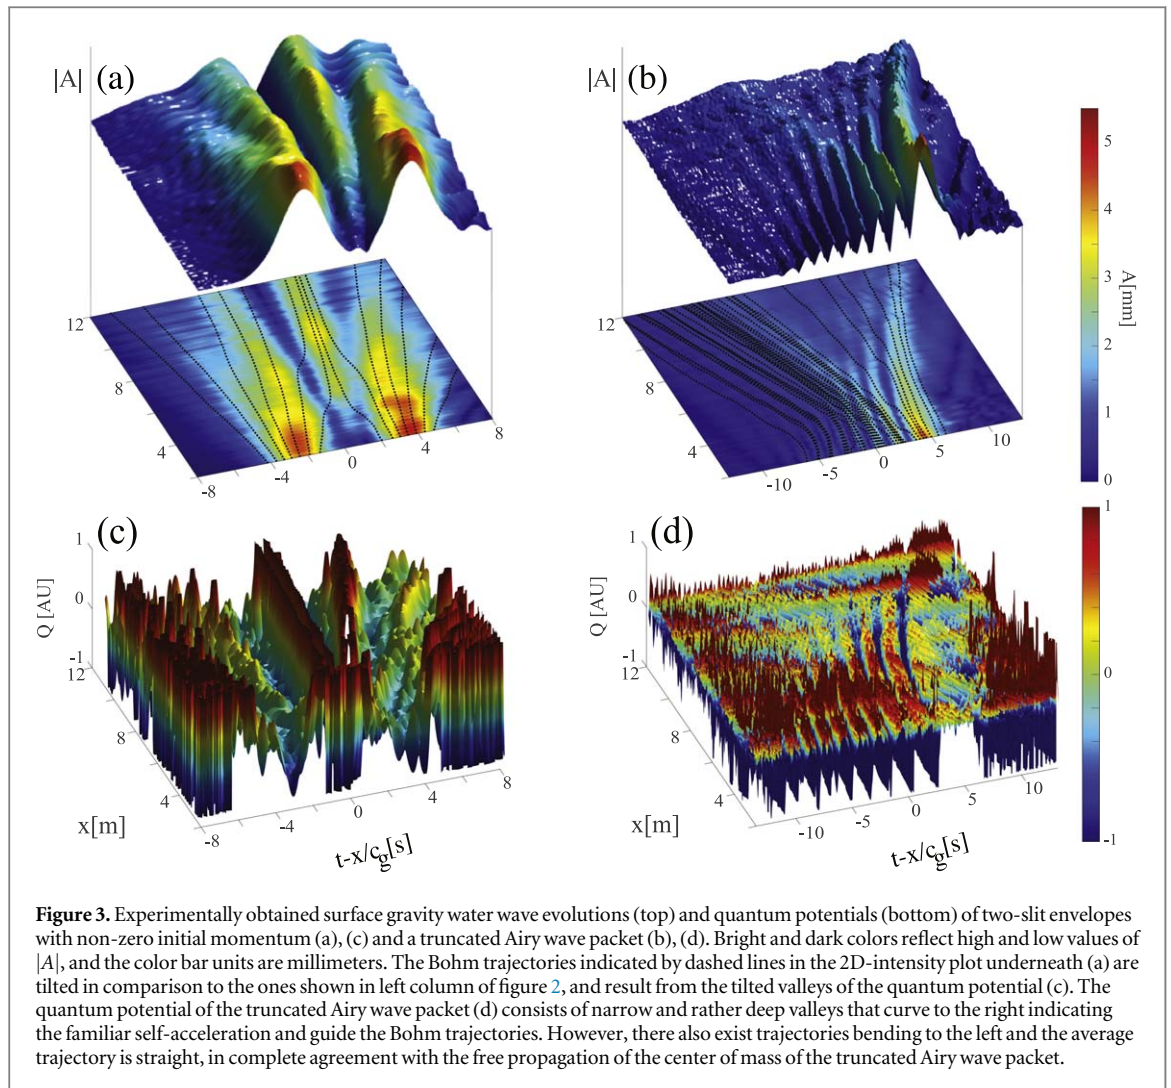 |A| (a)
|A| (b)
5
4
3
2
1
0
A[mm]
12
8
4
-8
-4
0
4
8
12
8
4
-10
-5
0
5
10
(c)
1
0
-1
Q [AU]
12
8
4
x[m]
-8
-4
0
4
8
t-x/cg[s]
(d)
1
0
-1
Q [AU]
12
8
4
x[m]
-10
-5
0
5
10
t-x/cg[s]
1
0
-1
Figure 3. Experimentally obtained surface gravity water wave evolutions (top) and quantum potentials (bottom) of two-slit envelopes
with non-zero initial momentum (a), (c) and a truncated Airy wave packet (b), (d). Bright and dark colors reflect high and low values of
|A|, and the color bar units are millimeters. The Bohm trajectories indicated by dashed lines in the 2D-intensity plot underneath (a) are
tilted in comparison to the ones shown in left column of figure 2, and result from the tilted valleys of the quantum potential (c). The
quantum potential of the truncated Airy wave packet (d) consists of narrow and rather deep valleys that curve to the right indicating
the familiar self-acceleration and guide the Bohm trajectories. However, there also exist trajectories bending to the left and the average
trajectory is straight, in complete agreement with the free propagation of the center of mass of the truncated Airy wave packet.